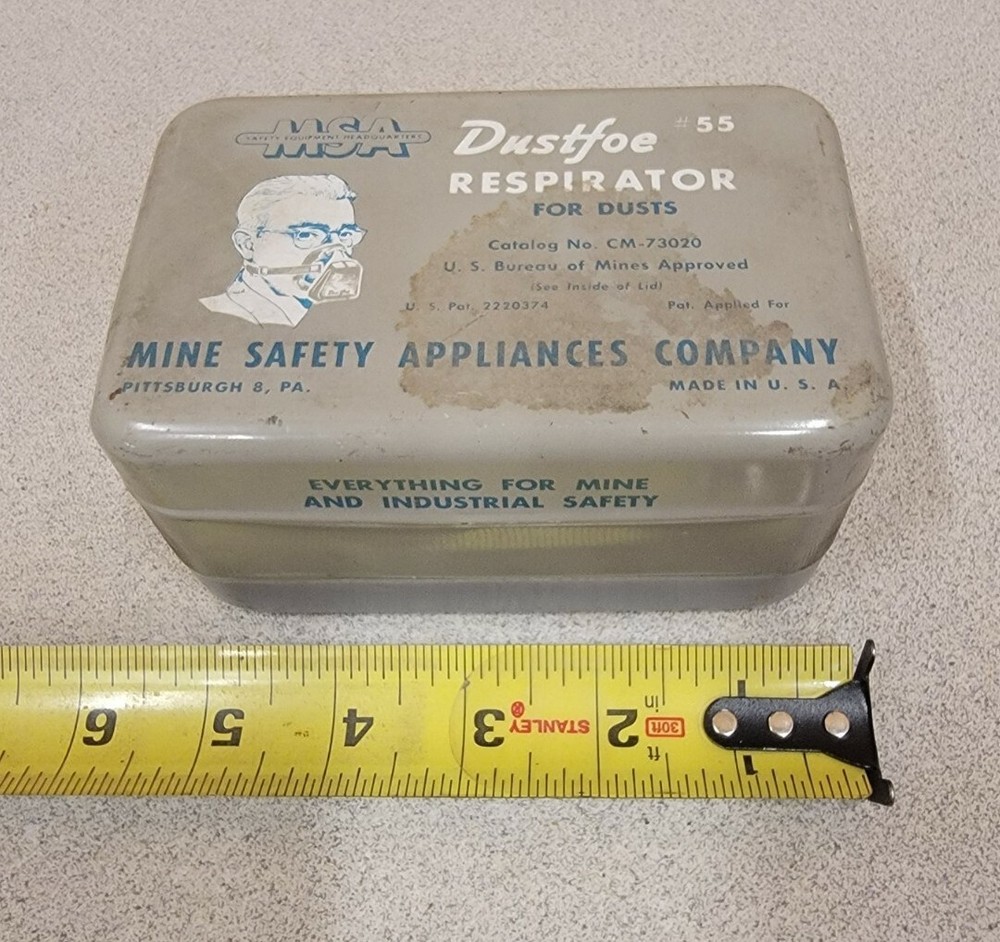 MSA
SAFETY EQUIPMENT HEADQUARTERS
Dustfoe #55
RESPIRATOR
FOR DUSTS
Catalog No. CM-73020
U. S. Bureau of Mines Approved
(See Inside of Lid)
U. S. Pat. 2220374 Pat. Applied For
MINE SAFETY APPLIANCES COMPANY
PITTSBURGH 8, PA. MADE IN U. S. A.
EVERYTHING FOR MINE
AND INDUSTRIAL SAFETY
6 5 4 3 STANLEY 2 30ft in ft 1